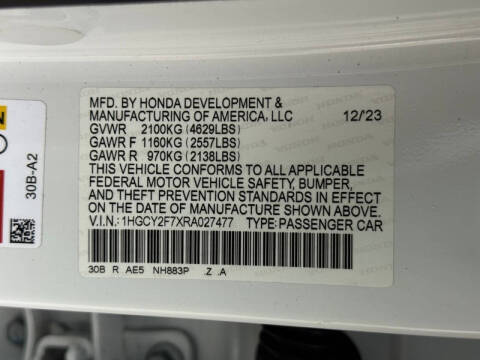 MFD. BY HONDA DEVELOPMENT &
MANUFACTURING OF AMERICA, LLC 12/23
GVWR 2100KG (4629LBS)
GAWR F 1160KG (2557LBS)
GAWR R 970KG (2138LBS)
THIS VEHICLE CONFORMS TO ALL APPLICABLE
FEDERAL MOTOR VEHICLE SAFETY, BUMPER,
AND THEFT PREVENTION STANDARDS IN EFFECT
ON THE DATE OF MANUFACTURE SHOWN ABOVE.
V.I.N.: 1HGCY2F7XRA027477 TYPE: PASSENGER CAR
30B R AE5 NH883P .Z .A
30B-A2